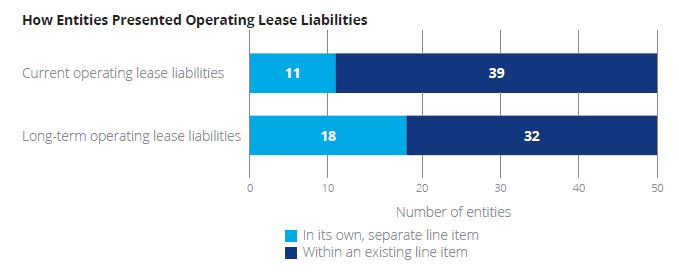 How Entities Presented Operating Lease Liabilities
Current operating lease liabilities 11 39
Long-term operating lease liabilities 18 32
0 10 20 30 40 50
Number of entities
In its own, separate line item
Within an existing line item